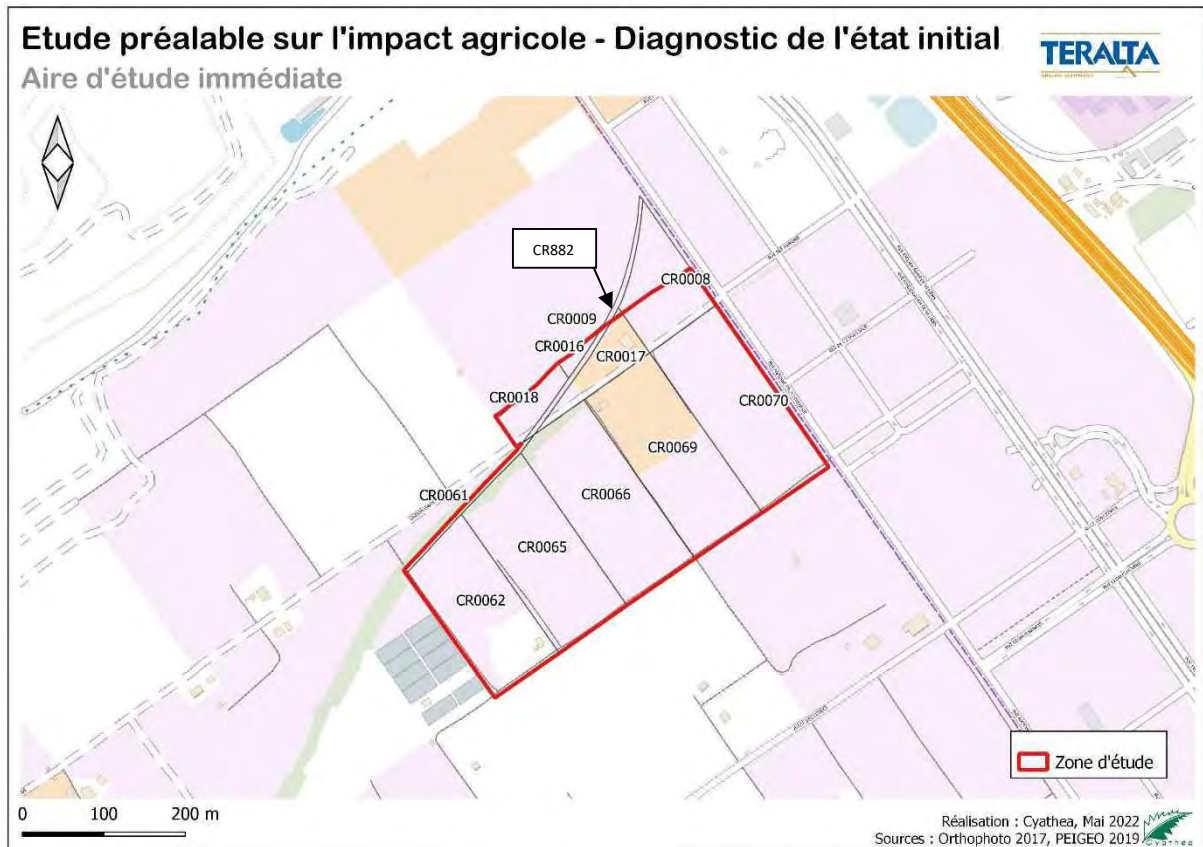 Etude préalable sur l'impact agricole - Diagnostic de l'état initial
Aire d'étude immédiate
TERALTA
CR882
CR0008
CR0009
CR0016
CR0017
CR0018
CR0070
CR0069
CR0061
CR0066
CR0065
CR0062
Zone d'étude
0 100 200 m
Réalisation : Cyathea, Mai 2022
Sources : Orthophoto 2017, PEIGEO 2019
Cyathea